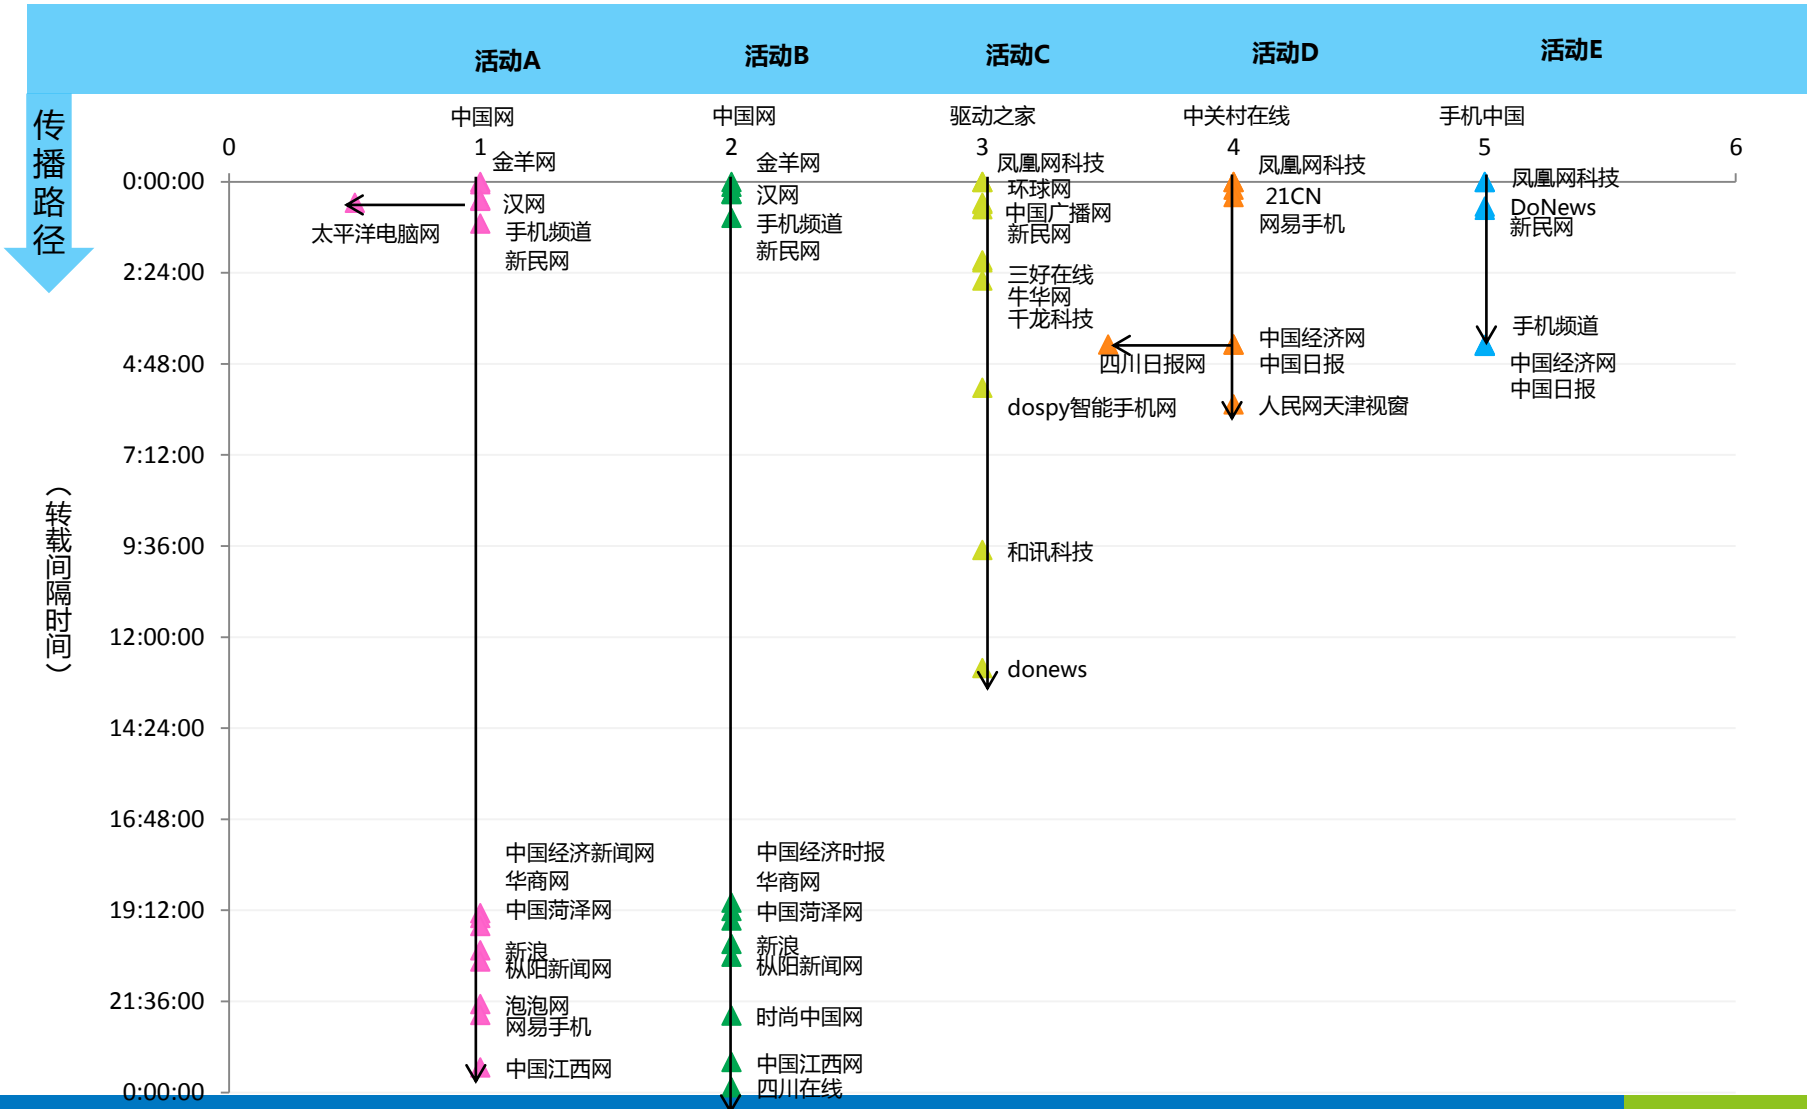 活动A
活动B
活动C
活动D
活动E
传播路径
（转载间隔时间）
中国网
中国网
驱动之家
中关村在线
手机中国
0
1
2
3
4
5
6
0:00:00
2:24:00
4:48:00
7:12:00
9:36:00
12:00:00
14:24:00
16:48:00
19:12:00
21:36:00
0:00:00
金羊网
汉网
太平洋电脑网
手机频道
新民网
中国经济新闻网
华商网
中国菏泽网
新浪
枞阳新闻网
泡泡网
网易手机
中国江西网
金羊网
汉网
手机频道
新民网
中国经济时报
华商网
中国菏泽网
新浪
枞阳新闻网
时尚中国网
中国江西网
四川在线
凤凰网科技
环球网
中国广播网
新民网
三好在线
牛华网
千龙科技
dospy智能手机网
和讯科技
donews
凤凰网科技
21CN
网易手机
中国经济网
中国日报
四川日报网
人民网天津视窗
凤凰网科技
DoNews
新民网
手机频道
中国经济网
中国日报